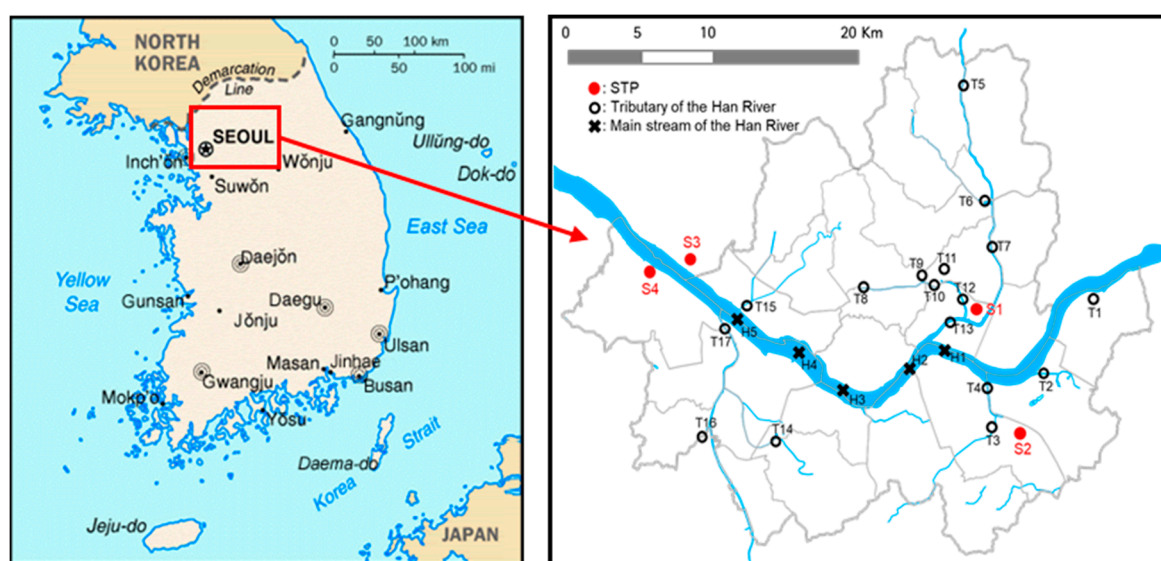 NORTH
KOREA
0 50 100 km
0 50 100 mi
Demarcation
Line
SEOUL
Gangnŭng
Ullŭng-do
Dok-do
Inch'ŏn
Wŏnju
Suwŏn
East Sea
Daejŏn
Yellow
Sea
P'ohang
Gunsan
Daegu
Jŏnju
Ulsan
Masan
Jinhae
Gwangju
Busan
Mokp'o
Yŏsu
Strait
Daema-do
Korea
Jeju-do
JAPAN
0 5 10 20 Km
: STP
: Tributary of the Han River
: Main stream of the Han River
T5
T6
T7
S3
S4
T9
T11
T8
T10
T12
T1
T15
S1
H5
T13
T17
H4
H1
H2
T2
T4
H3
T16
T14
T3
S2